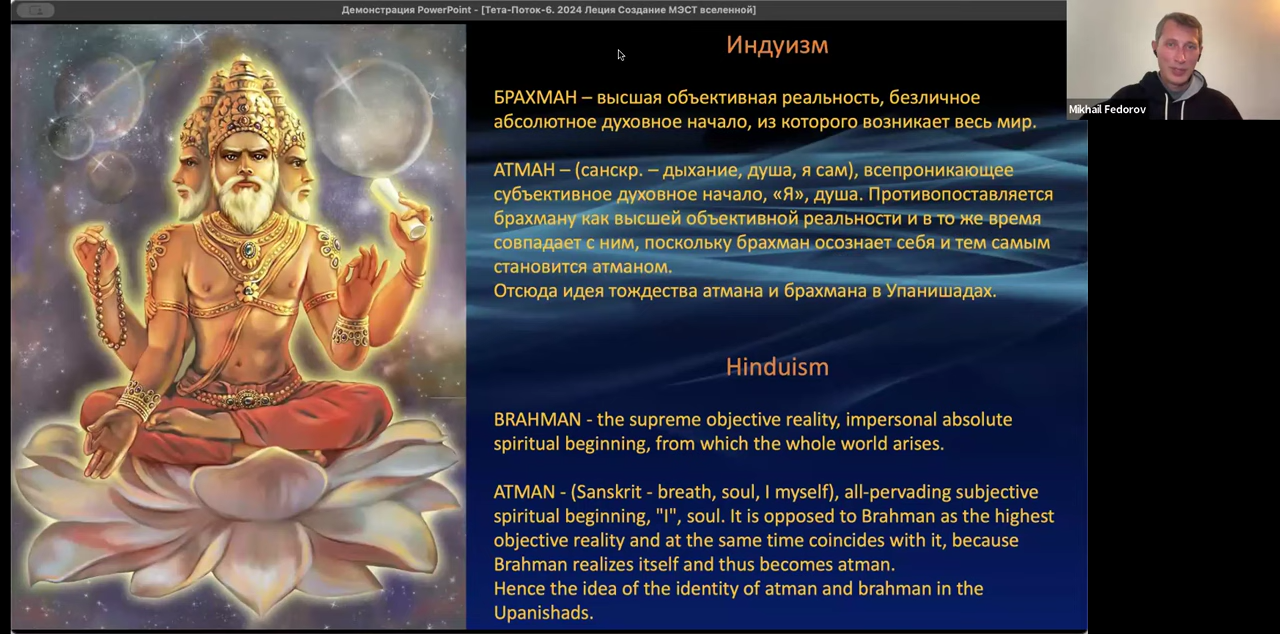 Демонстрация PowerPoint - [Тета-Поток-6. 2024 Леция Создание МЭСТ вселенной]
Индуизм
Mikhail Fedorov
БРАХМАН – высшая объективная реальность, безличное
абсолютное духовное начало, из которого возникает весь мир.
АТМАН – (санскр. – дыхание, душа, я сам), всепроникающее
субъективное духовное начало, «Я», душа. Противопоставляется
брахману как высшей объективной реальности и в то же время
совпадает с ним, поскольку брахман осознает себя и тем самым
становится атманом.
Отсюда идея тождества атмана и брахмана в Упанишадах.
Hinduism
BRAHMAN - the supreme objective reality, impersonal absolute
spiritual beginning, from which the whole world arises.
ATMAN - (Sanskrit - breath, soul, I myself), all-pervading subjective
spiritual beginning, "I", soul. It is opposed to Brahman as the highest
objective reality and at the same time coincides with it, because
Brahman realizes itself and thus becomes atman.
Hence the idea of the identity of atman and brahman in the
Upanishads.